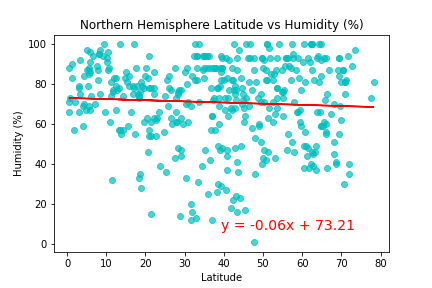 Northern Hemisphere Latitude vs Humidity (%)
100
80
60
40
20
0
Humidity (%)
y = -0.06x + 73.21
0 10 20 30 40 50 60 70 80
Latitude